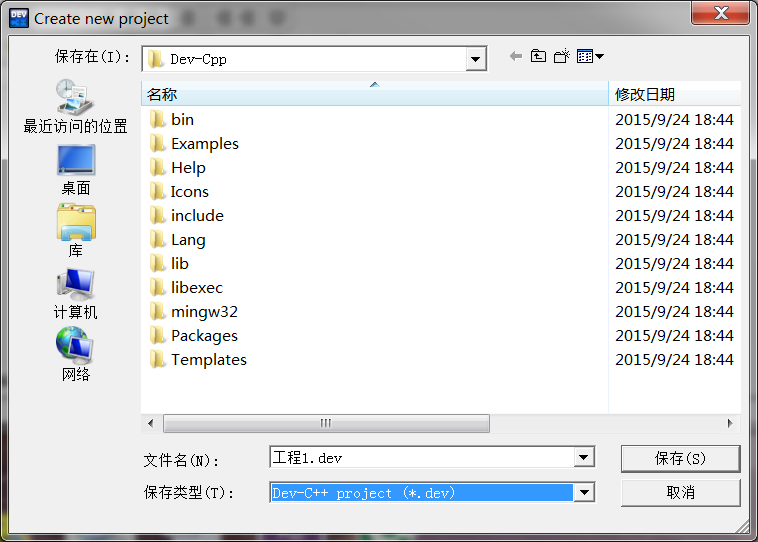 DEV
Create new project
保存在(I):
Dev-Cpp
最近访问的位置
桌面
库
计算机
网络
名称
修改日期
bin 2015/9/24 18:44
Examples 2015/9/24 18:44
Help 2015/9/24 18:44
Icons 2015/9/24 18:44
include 2015/9/24 18:44
Lang 2015/9/24 18:44
lib 2015/9/24 18:44
libexec 2015/9/24 18:44
mingw32 2015/9/24 18:44
Packages 2015/9/24 18:44
Templates 2015/9/24 18:44
文件名(N):
工程1.dev
保存(S)
保存类型(T):
Dev-C++ project (*.dev)
取消